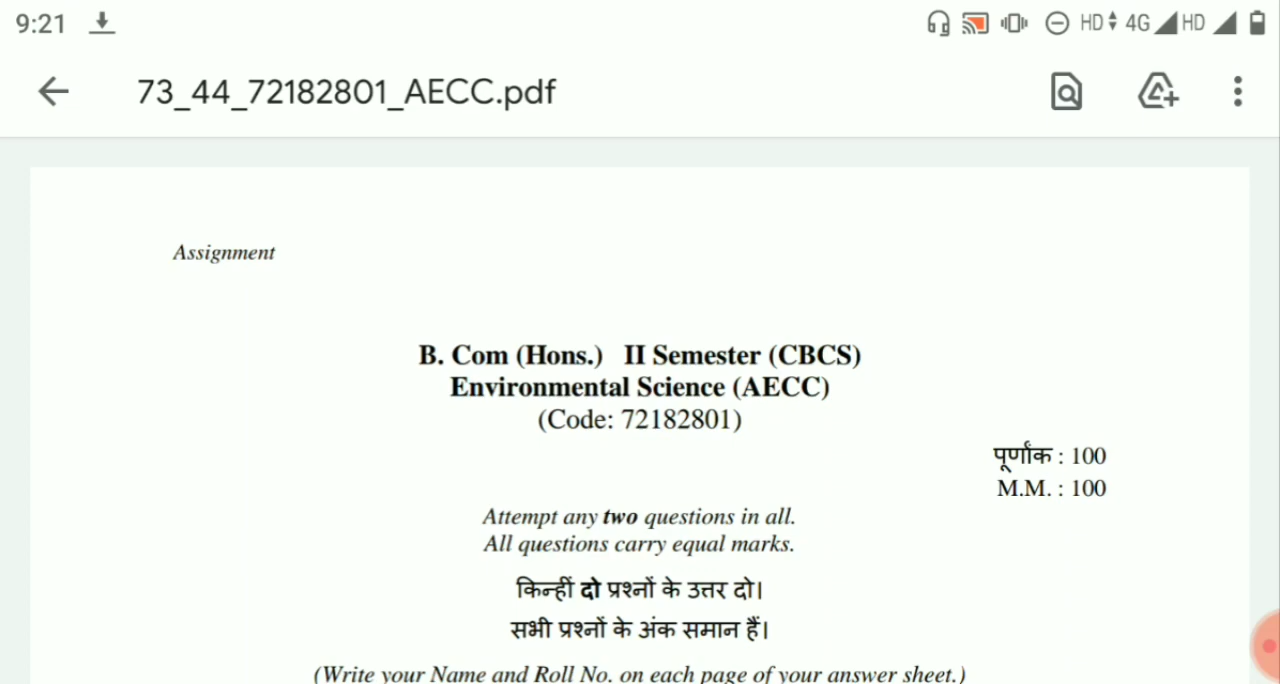 9:21 HD 4G HD
73_44_72182801_AECC.pdf
Assignment
B. Com (Hons.) II Semester (CBCS)
Environmental Science (AECC)
(Code: 72182801)
पूर्णांक : 100
M.M. : 100
Attempt any two questions in all.
All questions carry equal marks.
किन्हीं दो प्रश्नों के उत्तर दो।
सभी प्रश्नों के अंक समान हैं।
(Write your Name and Roll No. on each page of your answer sheet.)